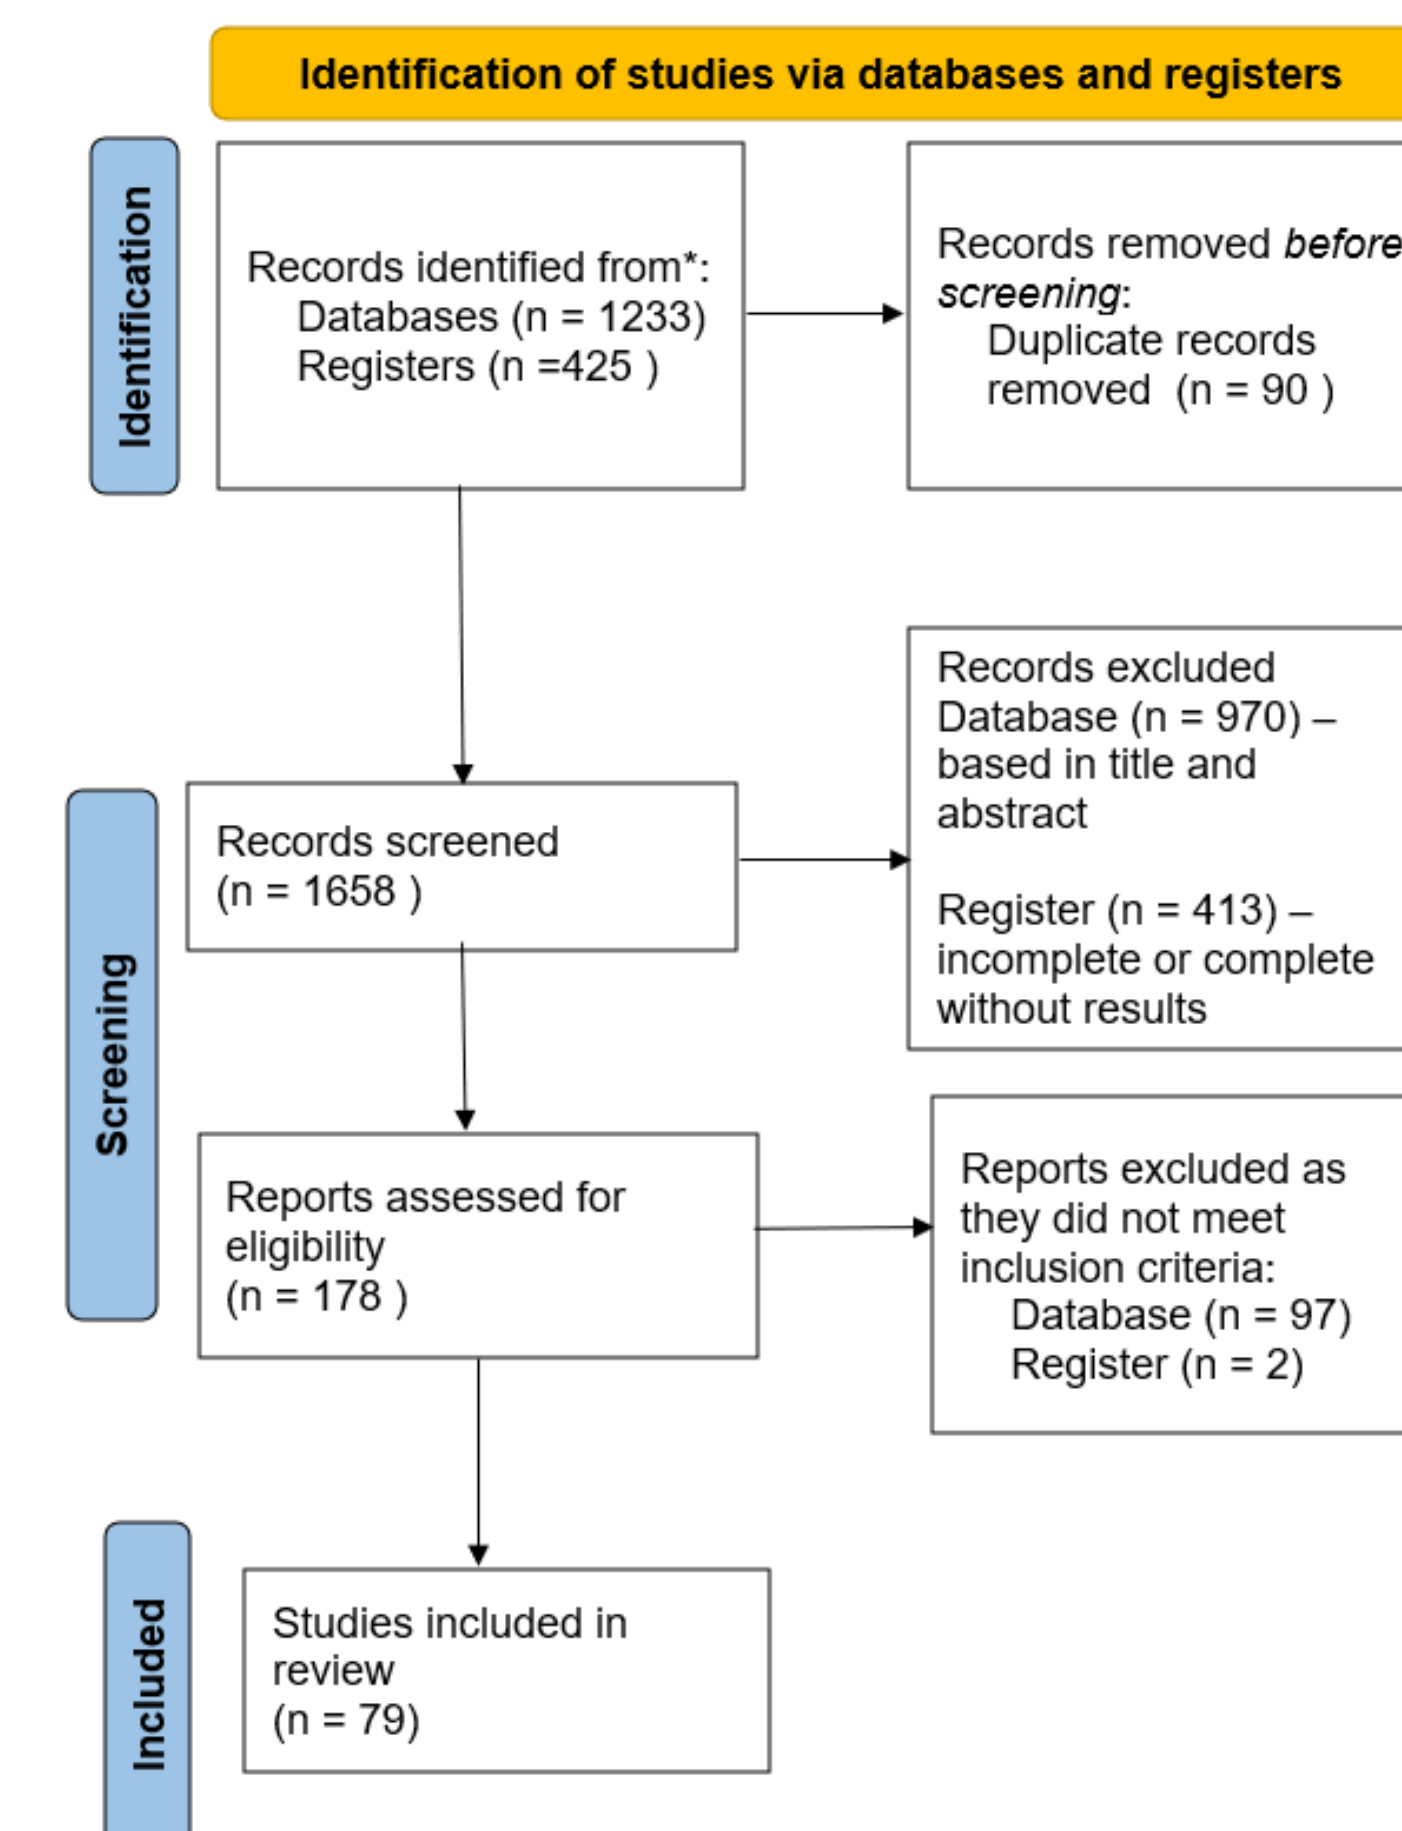 Identification of studies via databases and registers
Identification
Records identified from*:
Databases (n = 1233)
Registers (n =425 )
Records removed before
screening:
Duplicate records
removed  (n = 90 )
Screening
Records screened
(n = 1658 )
Records excluded
Database (n = 970) –
based in title and
abstract
Register (n = 413) –
incomplete or complete
without results
Reports assessed for
eligibility
(n = 178 )
Reports excluded as
they did not meet
inclusion criteria:
Database (n = 97)
Register (n = 2)
Included
Studies included in
review
(n = 79)